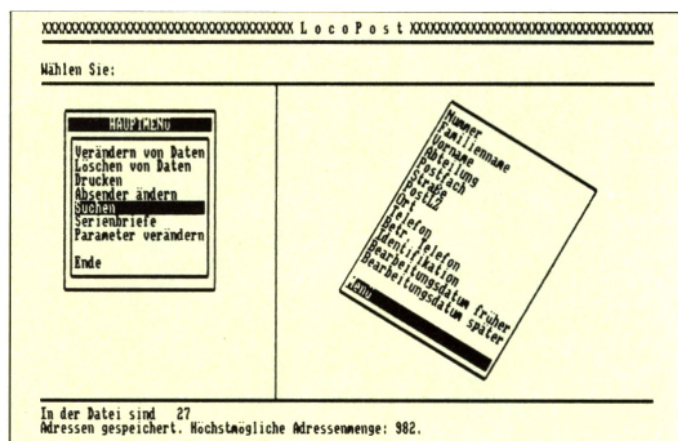 XXXXXXXXXXXXXXXXXXXXXXXXXXXXXXXXXXXX L o c o P o s t XXXXXXXXXXXXXXXXXXXXXXXXXXXXXXXXXXX
Wählen Sie:
HAUPTMENÜ
Verändern von Daten
Löschen von Daten
Drucken
Absender ändern
Suchen
Serienbriefe
Parameter verändern
Ende
Nummer
Familienname
Vorname
Abteilung
Postfach
Straße
PostLZ
Ort
Telefon
Betr. Telefon
Identifikation
Bearbeitungsdatum früher
Bearbeitungsdatum später
Menü
In der Datei sind 27
Adressen gespeichert. Höchstmögliche Adressenmenge: 982.